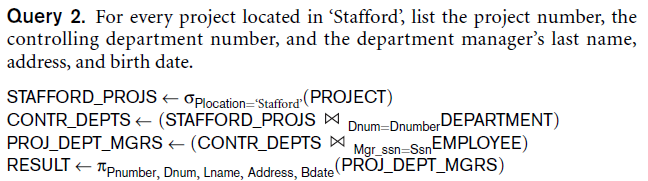 Query 2. For every project located in ‘Stafford’, list the project number, the
controlling department number, and the department manager’s last name,
address, and birth date.
STAFFORD_PROJS ← σPlocation=‘Stafford’(PROJECT)
CONTR_DEPTS ← (STAFFORD_PROJS ⋈ Dnum=DnumberDEPARTMENT)
PROJ_DEPT_MGRS ← (CONTR_DEPTS ⋈ Mgr_ssn=SsnEMPLOYEE)
RESULT ← πPnumber, Dnum, Lname, Address, Bdate(PROJ_DEPT_MGRS)